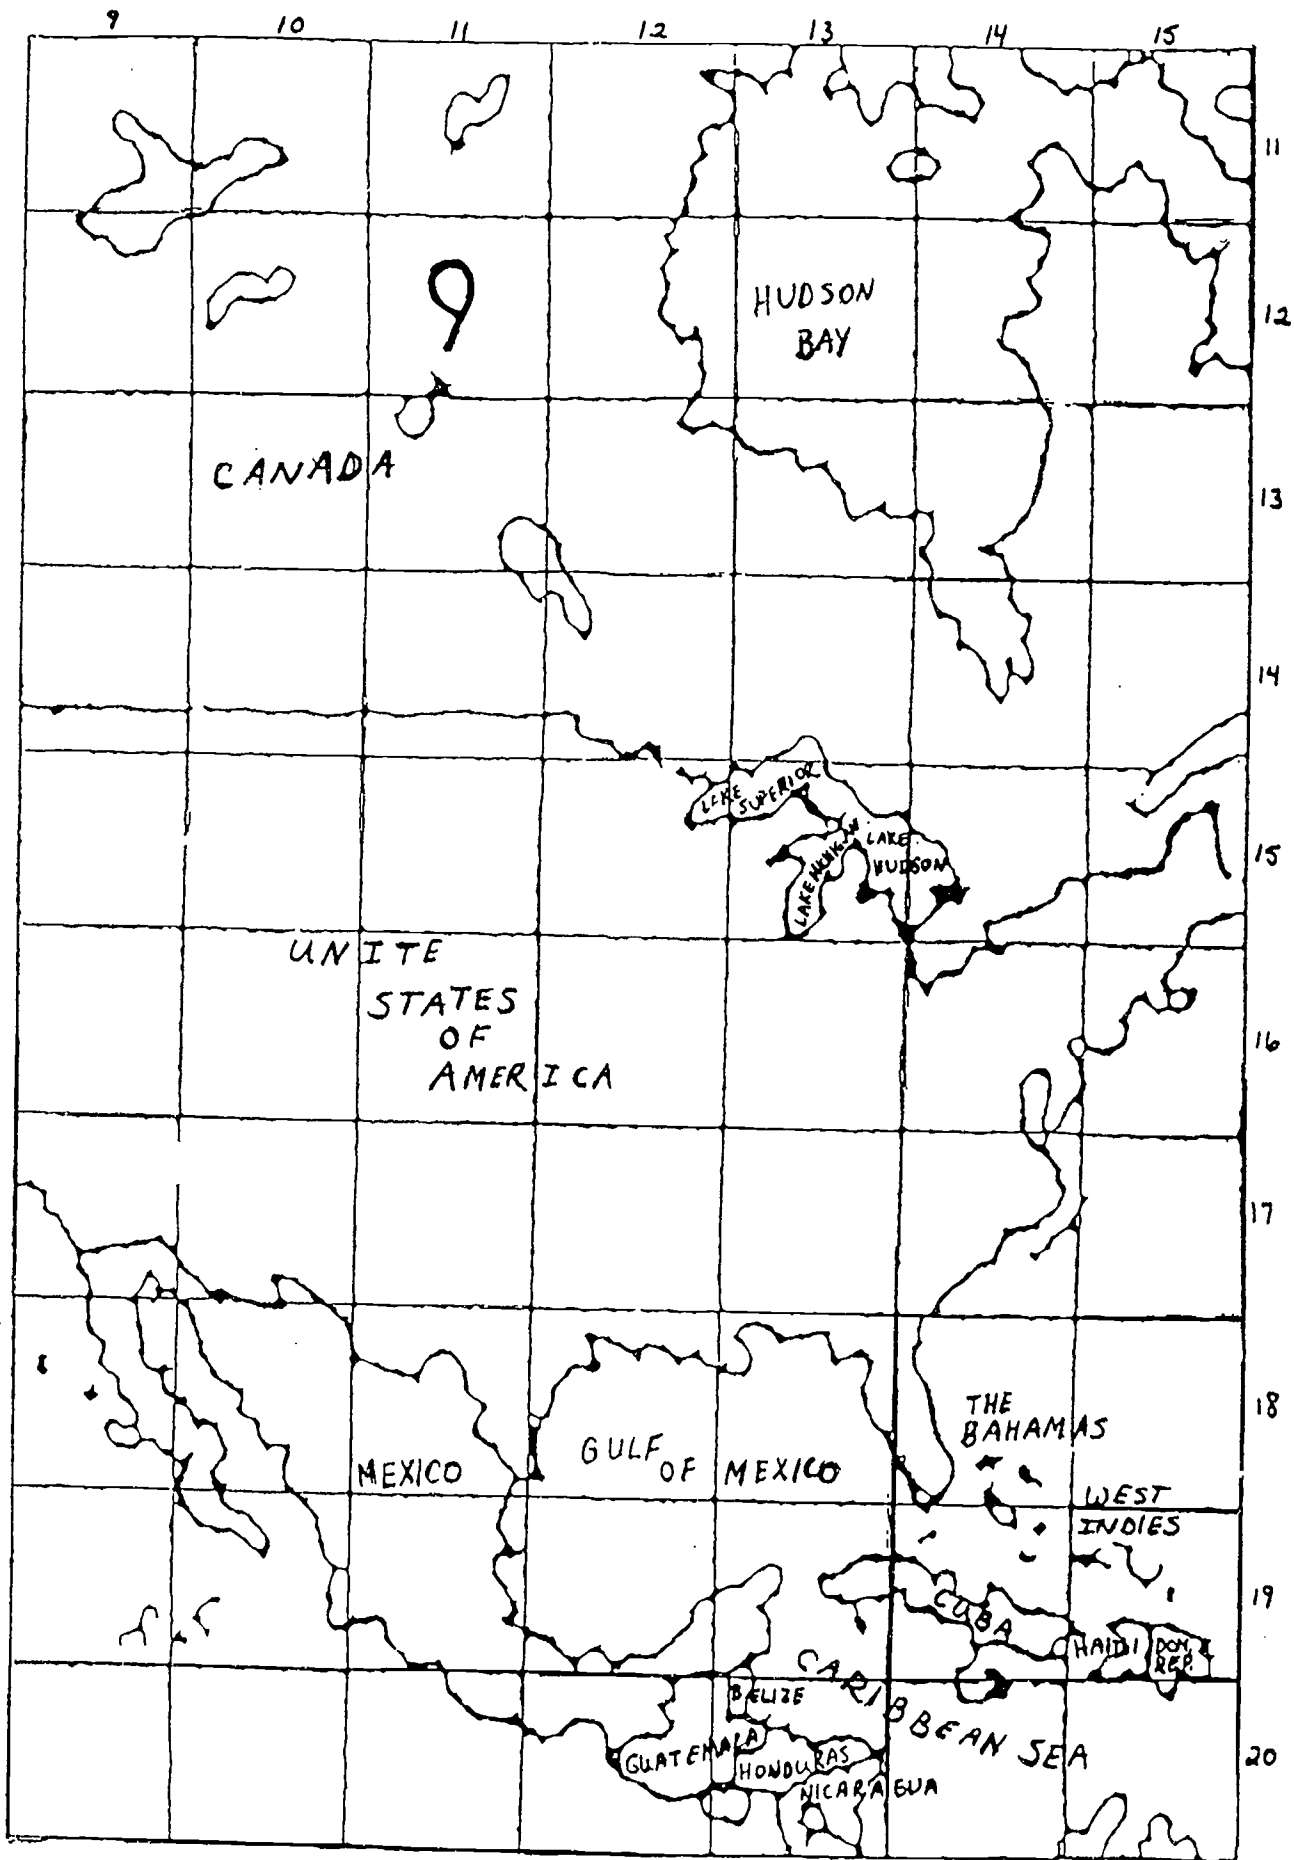 9 10 11 12 13 14 15
11
HUDSON
BAY
12
CANADA
13
14
LAKE
SUPERIOR
LAKE MICHIGAN
LAKE
HUDSON
15
UNITE
STATES
OF
AMERICA
16
17
THE
BAHAMAS
18
GULF
OF MEXICO
MEXICO
WEST
INDIES
CUBA
19
HAIDI
DOM.
REP.
CARIBBEAN SEA
BELIZE
GUATEMALA
HONDURAS
NICARAGUA
20